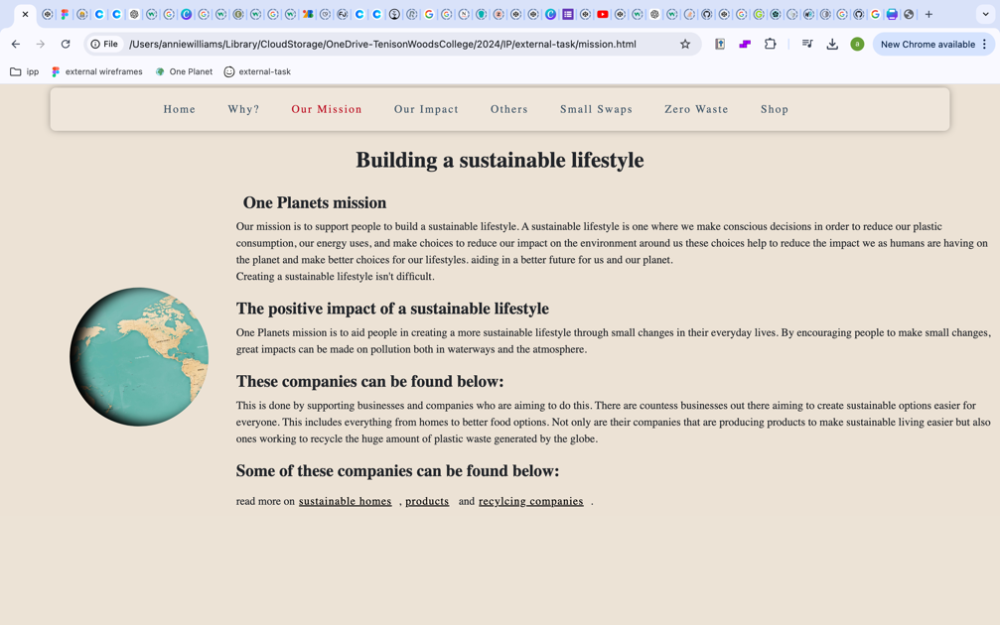 File
/Users/anniewilliams/Library/CloudStorage/OneDrive-TenisonWoodsCollege/2024/IP/external-task/mission.html
a
New Chrome available
ipp
external wireframes
One Planet
external-task
Home Why? Our Mission Our Impact Others Small Swaps Zero Waste Shop
Building a sustainable lifestyle
One Planets mission
Our mission is to support people to build a sustainable lifestyle. A sustainable lifestyle is one where we make conscious decisions in order to reduce our plastic
consumption, our energy uses, and make choices to reduce our impact on the environment around us these choices help to reduce the impact we as humans are having on
the planet and make better choices for our lifestyles. aiding in a better future for us and our planet.
Creating a sustainable lifestyle isn't difficult.
The positive impact of a sustainable lifestyle
One Planets mission is to aid people in creating a more sustainable lifestyle through small changes in their everyday lives. By encouraging people to make small changes,
great impacts can be made on pollution both in waterways and the atmosphere.
These companies can be found below:
This is done by supporting businesses and companies who are aiming to do this. There are countess businesses out there aiming to create sustainable options easier for
everyone. This includes everything from homes to better food options. Not only are their companies that are producing products to make sustainable living easier but also
ones working to recycle the huge amount of plastic waste generated by the globe.
Some of these companies can be found below:
read more on sustainable homes , products and recylcing companies .